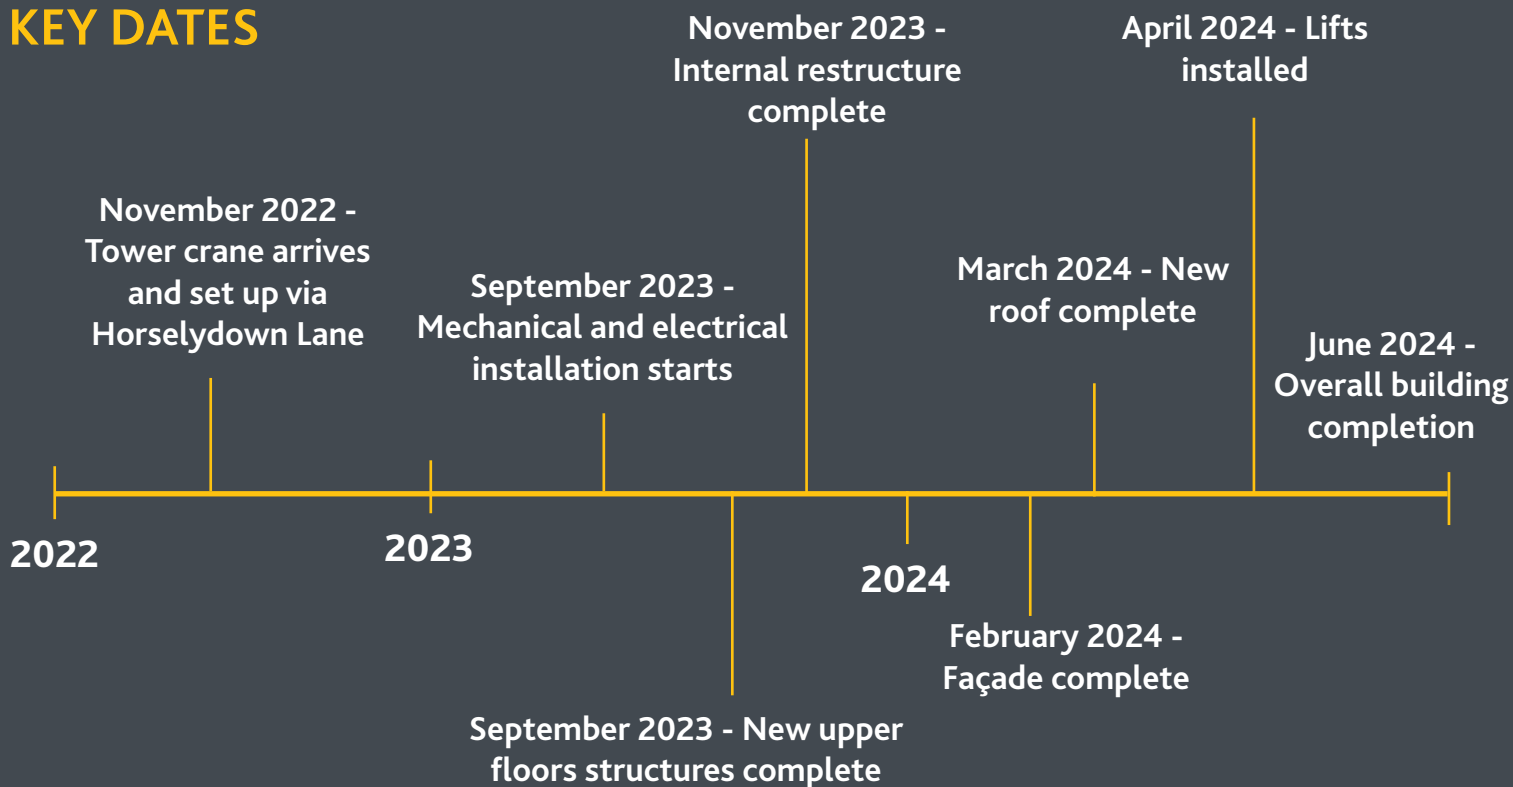 KEY DATES
November 2022 -
Tower crane arrives
and set up via
Horselydown Lane
September 2023 -
Mechanical and electrical
installation starts
November 2023 -
Internal restructure
complete
March 2024 - New
roof complete
April 2024 - Lifts
installed
June 2024 -
Overall building
completion
2022
2023
2024
September 2023 - New upper
floors structures complete
February 2024 -
Façade complete